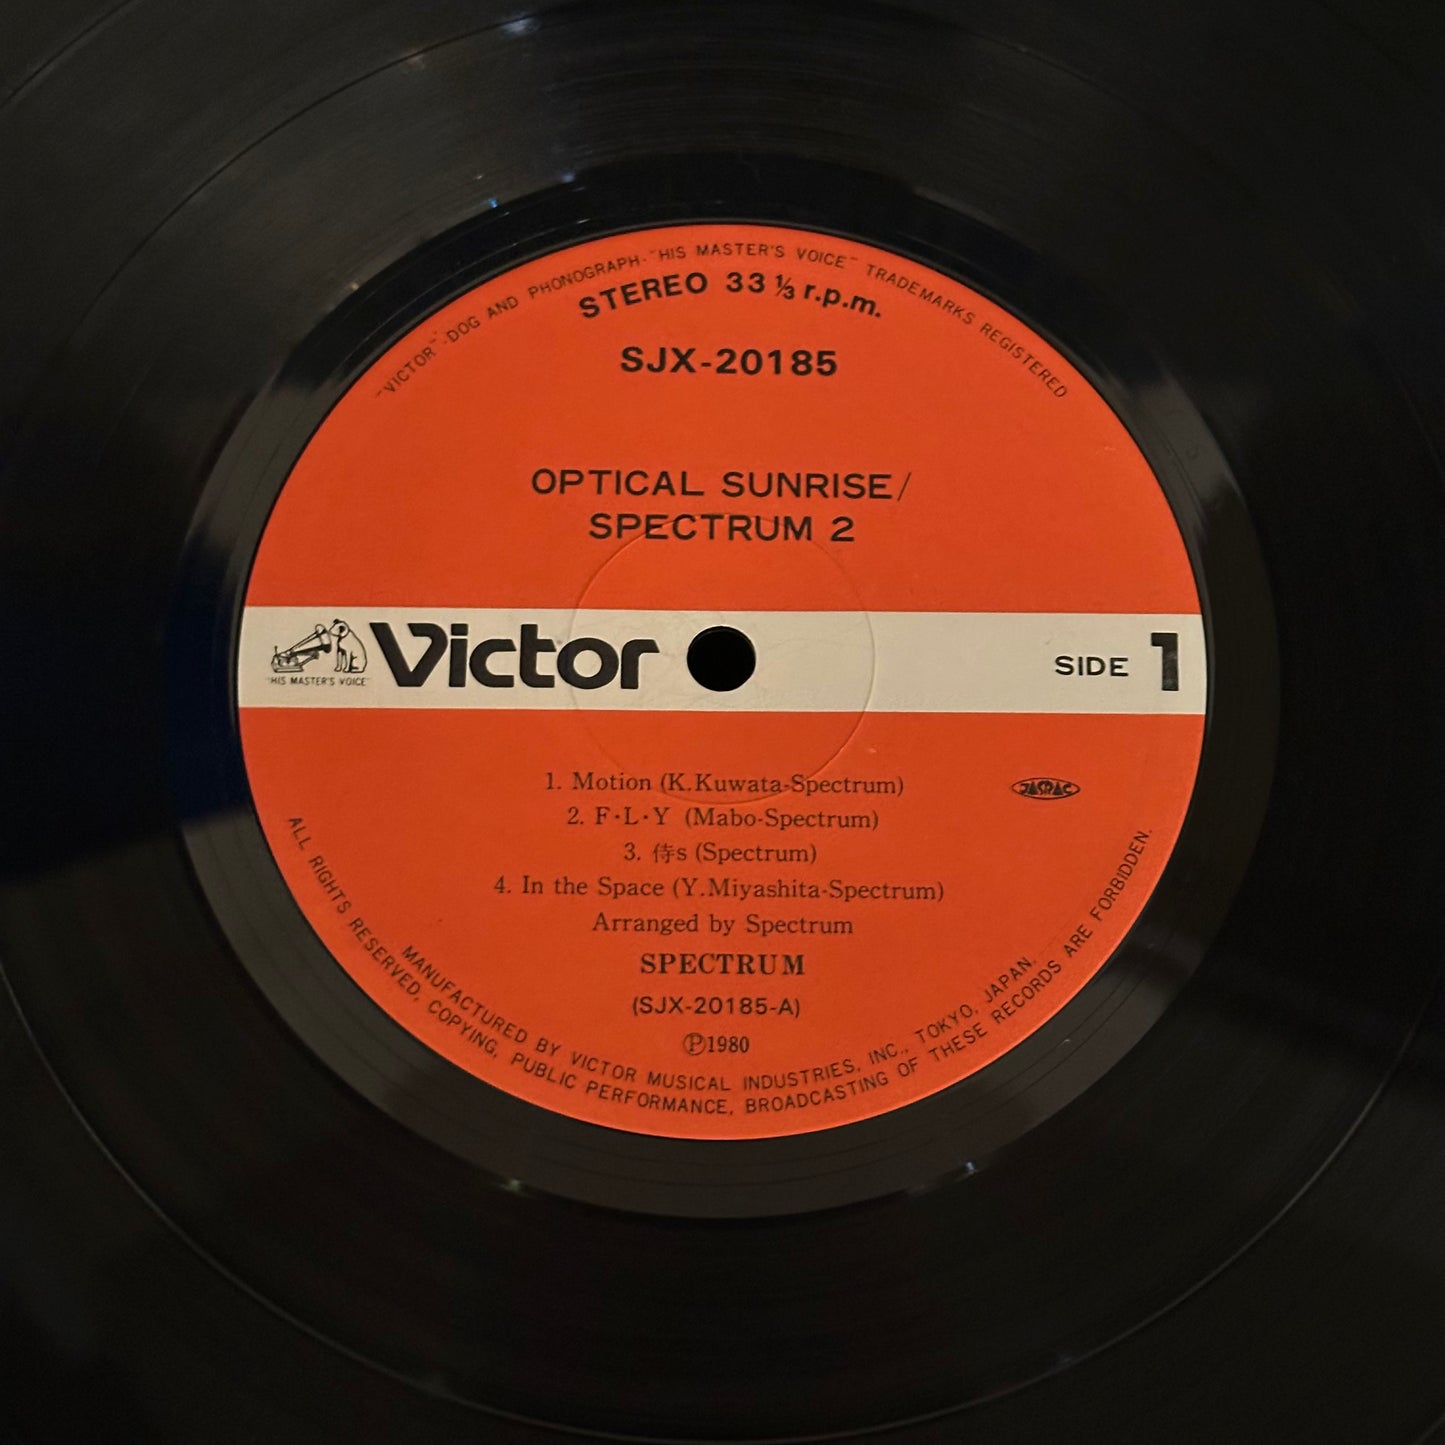 "VICTOR"·DOG AND PHONOGRAPH-"HIS MASTER'S VOICE" TRADEMARKS REGISTERED
STEREO 33⅓ r.p.m.
SJX-20185
OPTICAL SUNRISE/
SPECTRUM 2
"HIS MASTER'S VOICE"
Victor
SIDE 1
1. Motion (K.Kuwata-Spectrum)
JASRAC
2. F・L・Y (Mabo-Spectrum)
3. 侍s (Spectrum)
4. In the Space (Y.Miyashita-Spectrum)
Arranged by Spectrum
SPECTRUM
(SJX-20185-A)
Ⓟ1980
MANUFACTURED BY VICTOR MUSICAL INDUSTRIES, INC., TOKYO, JAPAN.
ALL RIGHTS RESERVED, COPYING, PUBLIC PERFORMANCE, BROADCASTING OF THESE RECORDS ARE FORBIDDEN.